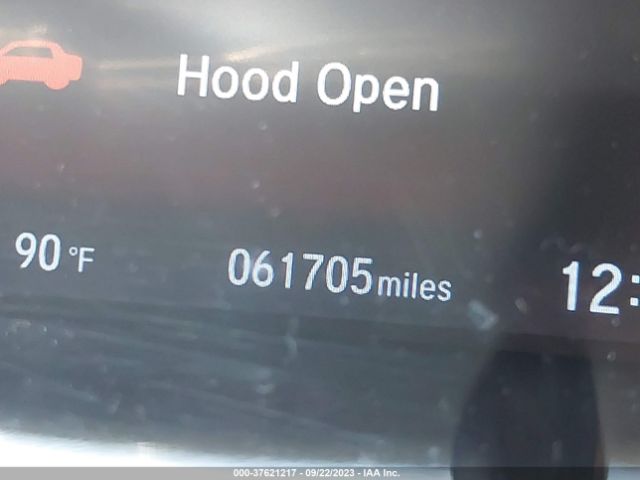 Hood Open
90 °F 061705 miles 12:
000-37621217 - 09/22/2023 - IAA Inc.